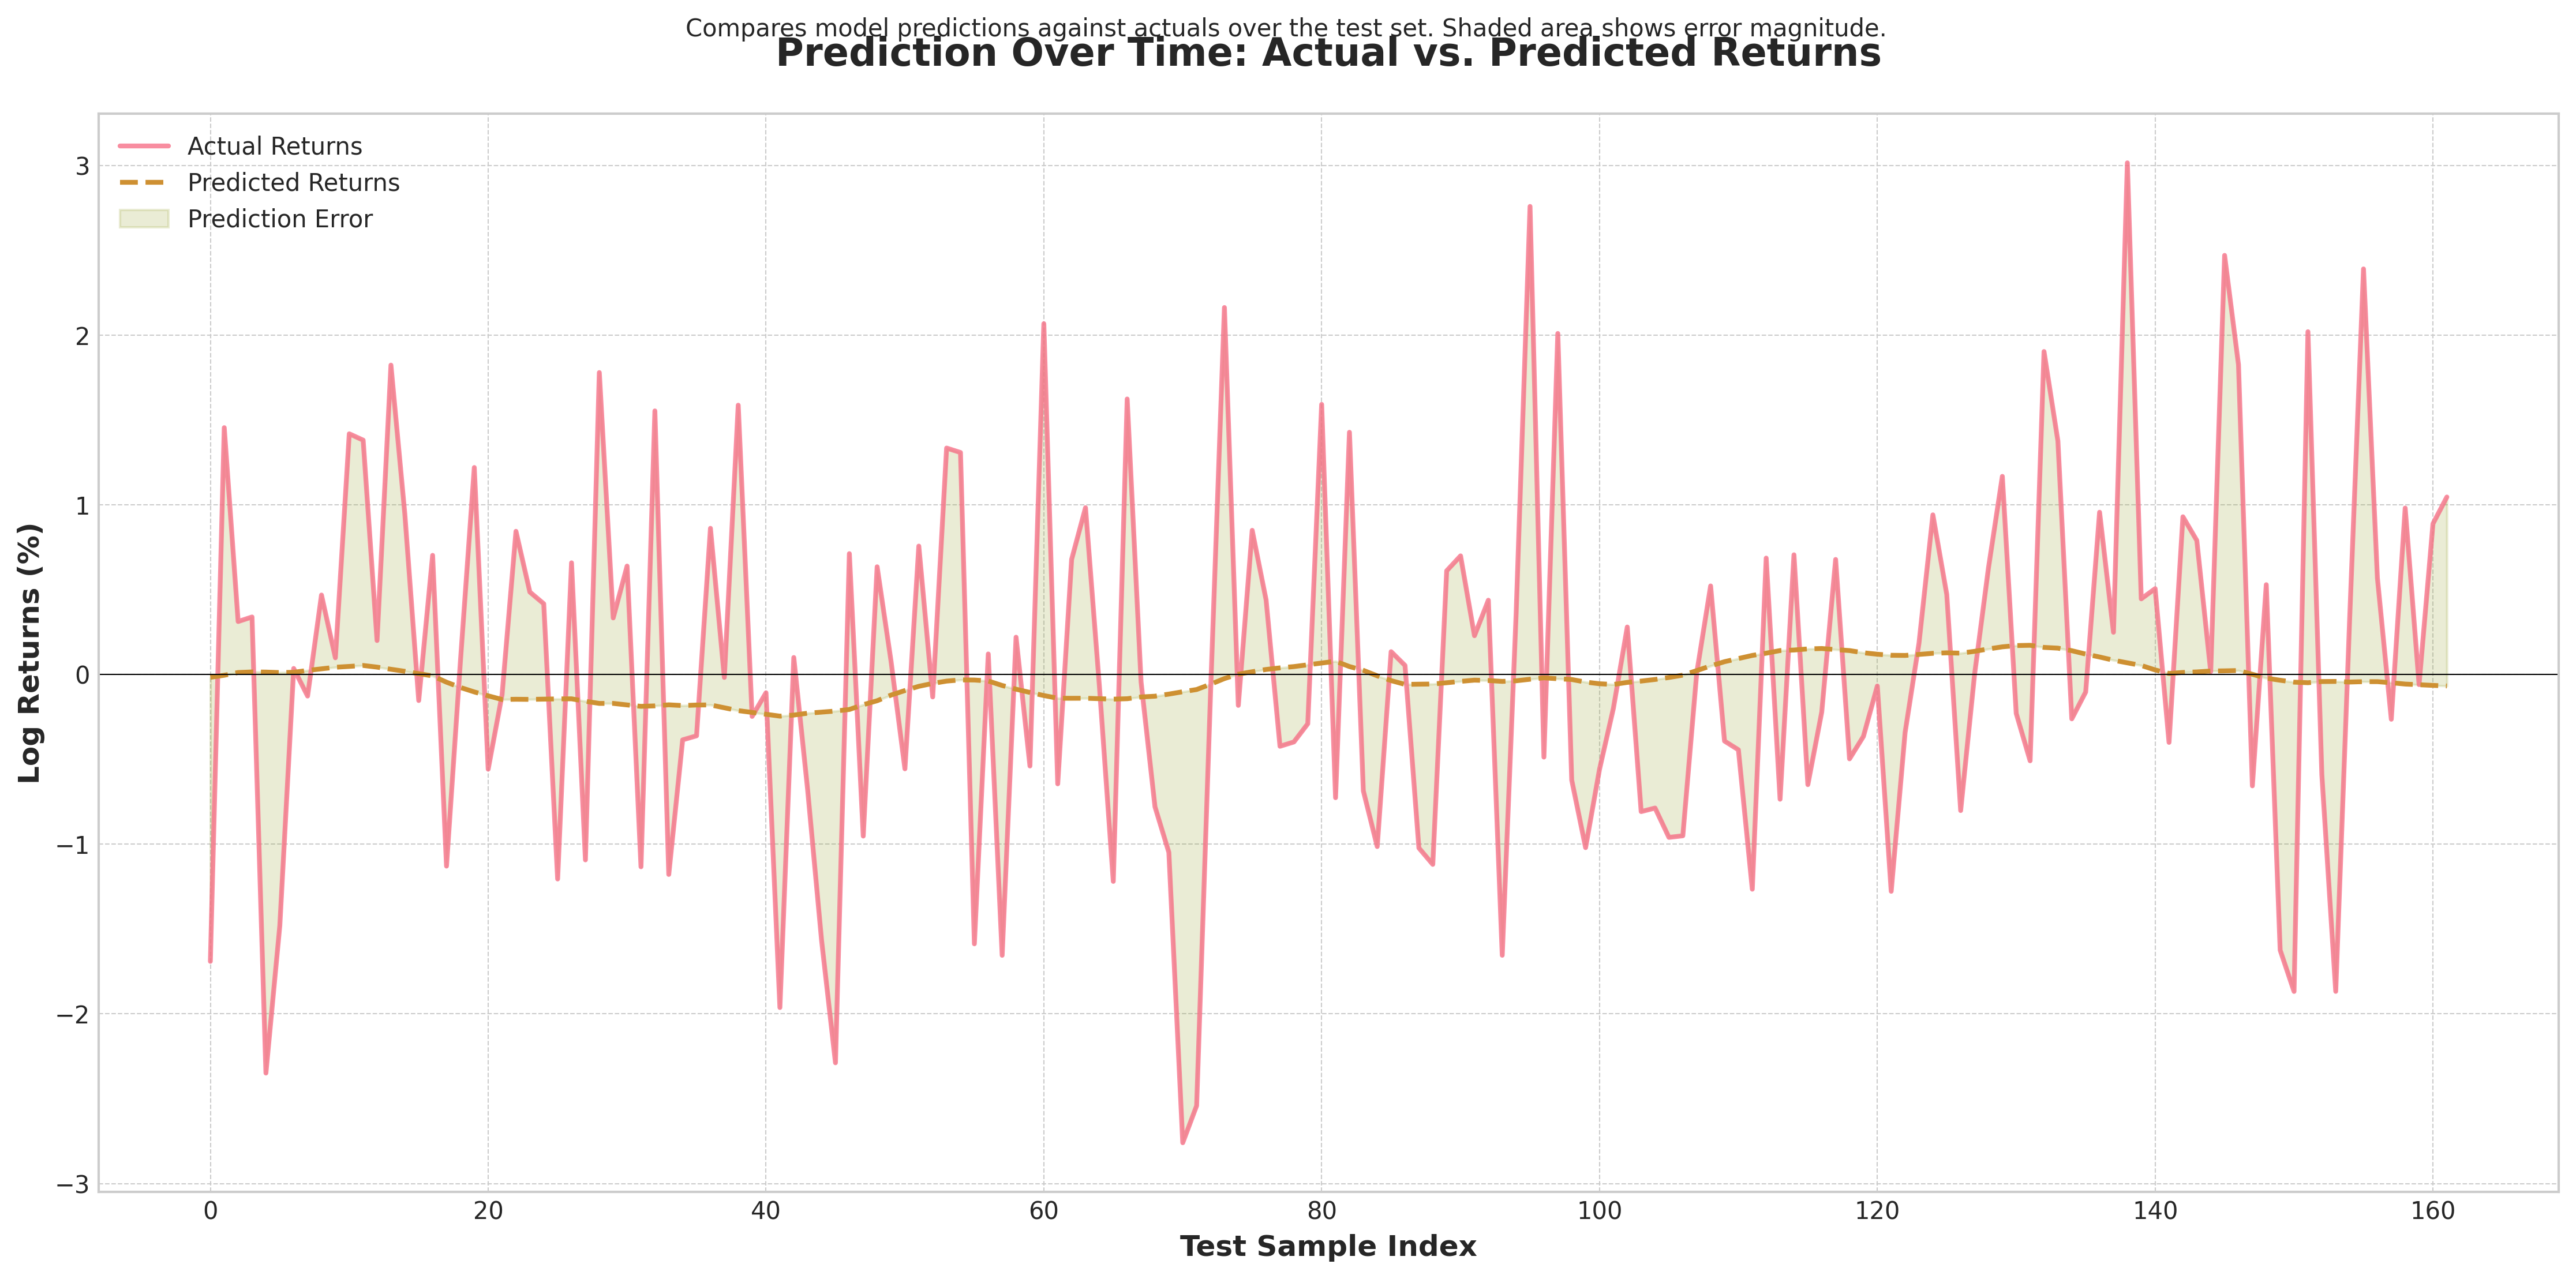 Compares model predictions against actuals over the test set. Shaded area shows error magnitude.
Prediction Over Time: Actual vs. Predicted Returns
Actual Returns
Predicted Returns
Prediction Error
Log Returns (%)
3
2
1
0
−1
−2
−3
0 20 40 60 80 100 120 140 160
Test Sample Index